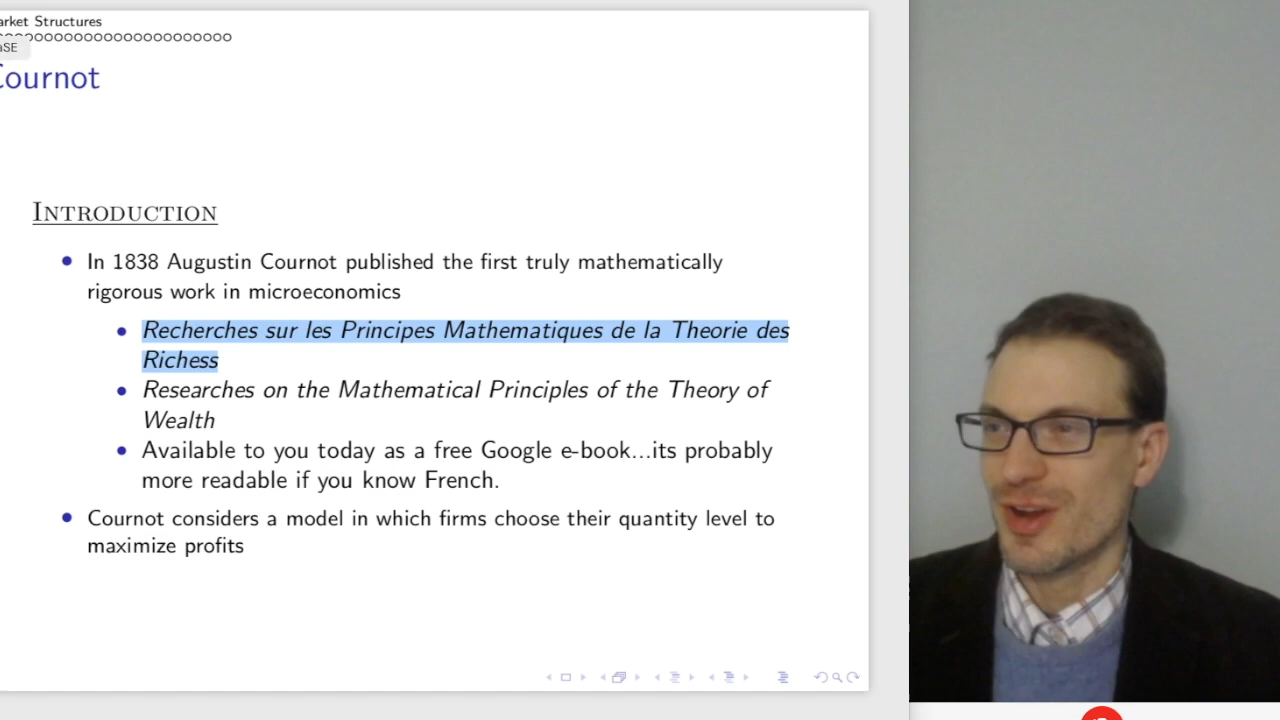 arket Structures
aSE
Cournot
INTRODUCTION
In 1838 Augustin Cournot published the first truly mathematically
rigorous work in microeconomics
Recherches sur les Principes Mathematiques de la Theorie des
Richess
Researches on the Mathematical Principles of the Theory of
Wealth
Available to you today as a free Google e-book...its probably
more readable if you know French.
Cournot considers a model in which firms choose their quantity level to
maximize profits